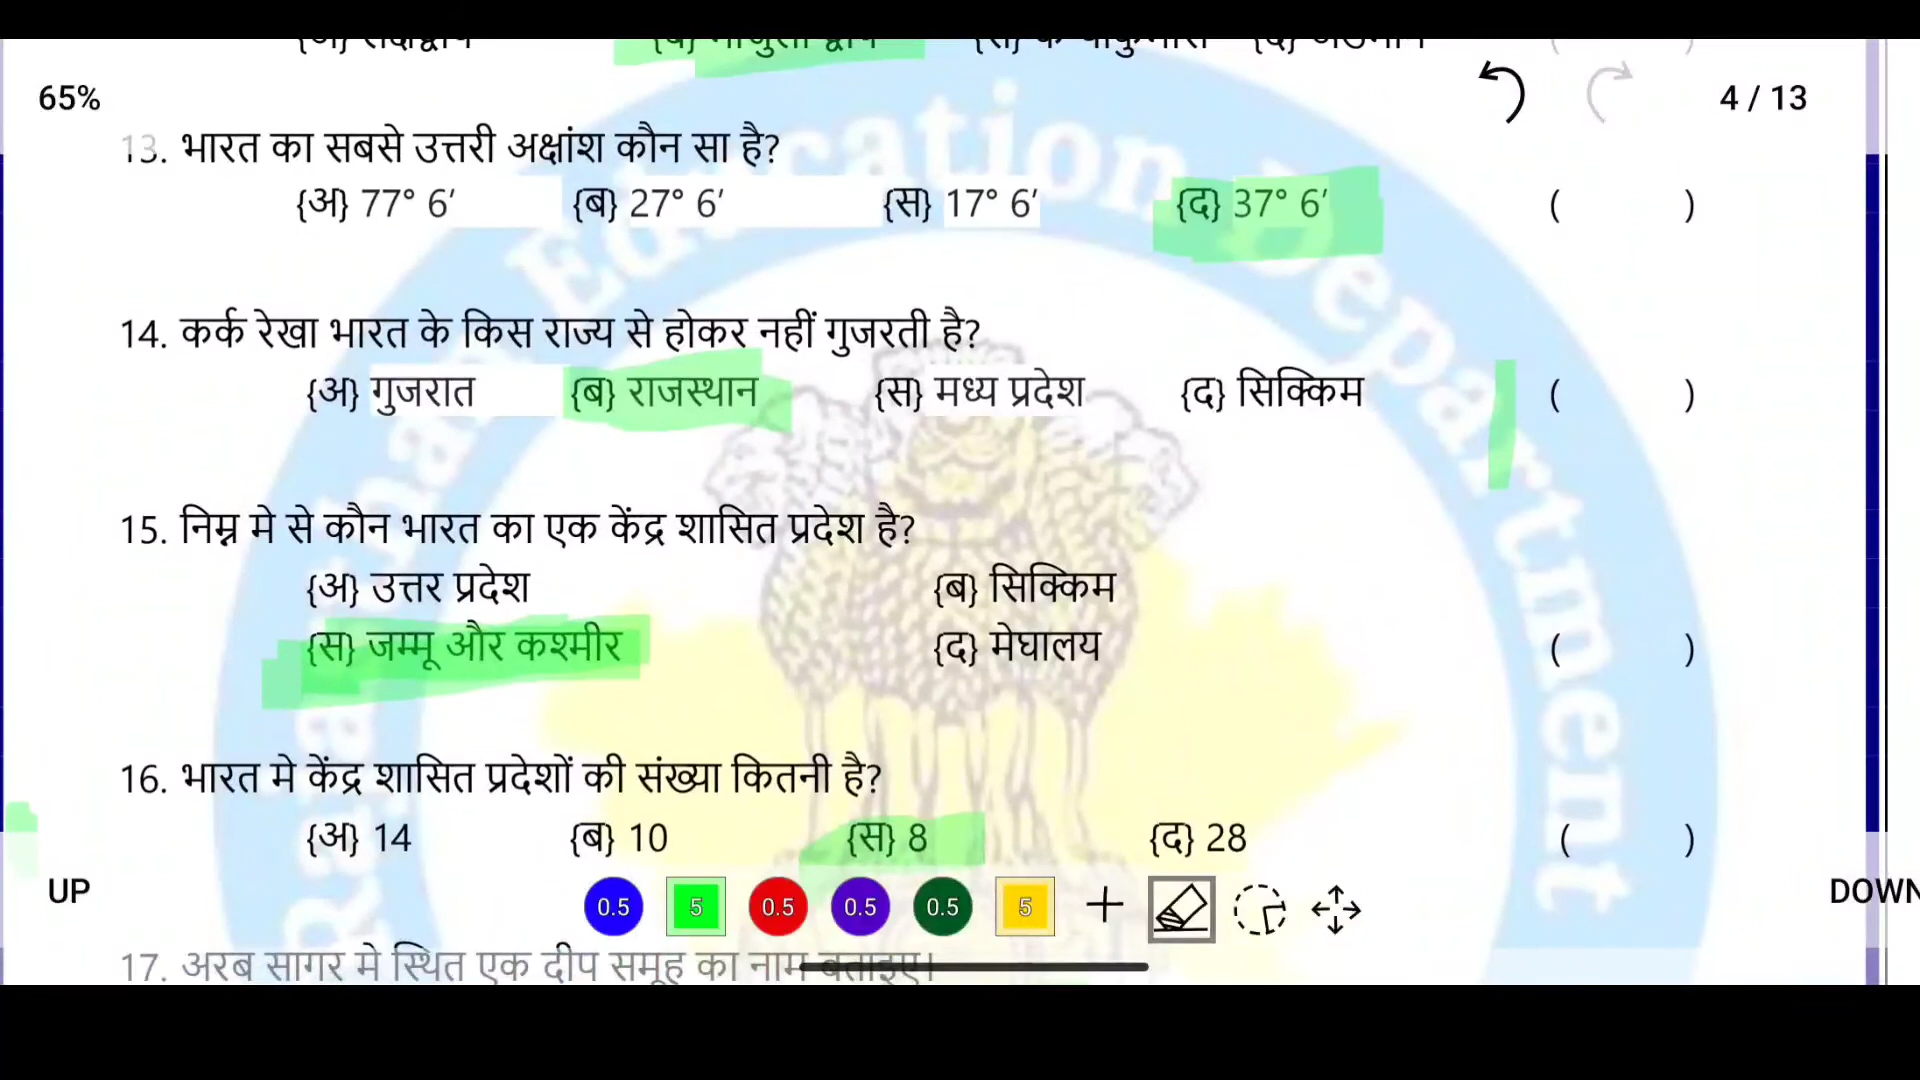 65%
4 / 13
13. भारत का सबसे उत्तरी अक्षांश कौन सा है?
{अ} 77° 6′ {ब} 27° 6′ {स} 17° 6′ {द} 37° 6′ ( )
14. कर्क रेखा भारत के किस राज्य से होकर नहीं गुजरती है?
{अ} गुजरात {ब} राजस्थान {स} मध्य प्रदेश {द} सिक्किम ( )
15. निम्न मे से कौन भारत का एक केंद्र शासित प्रदेश है?
{अ} उत्तर प्रदेश {ब} सिक्किम
{स} जम्मू और कश्मीर {द} मेघालय ( )
16. भारत मे केंद्र शासित प्रदेशों की संख्या कितनी है?
{अ} 14 {ब} 10 {स} 8 {द} 28 ( )
UP
DOWN
0.5 5 0.5 0.5 0.5 5
17. अरब सागर मे स्थित एक दीप समूह का नाम बताइए।
Education Department